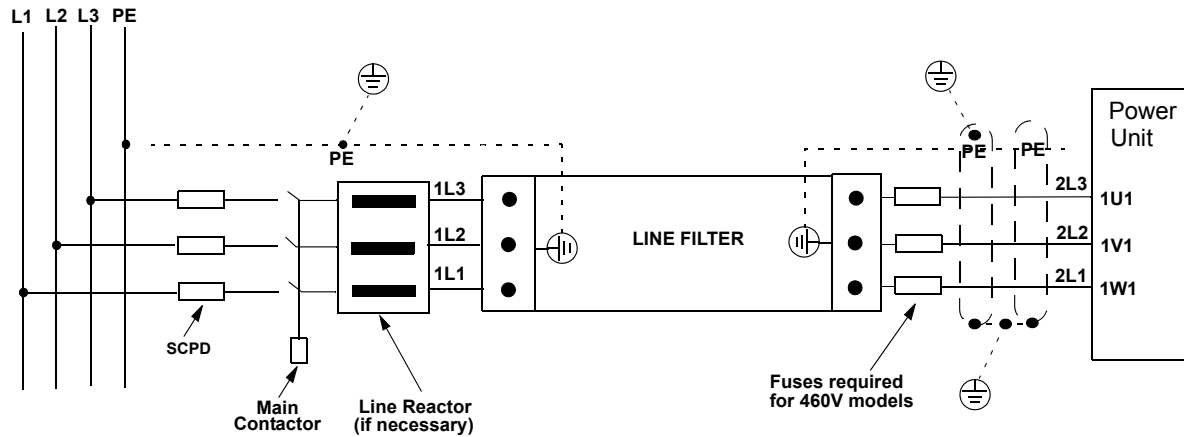 L1 L2 L3 PE
Power
Unit
PE
PE
PE
1L3
2L3
1U1
1L2
LINE FILTER
2L2
1V1
1L1
2L1
1W1
SCPD
Main
Contactor
Line Reactor
(if necessary)
Fuses required
for 460V models